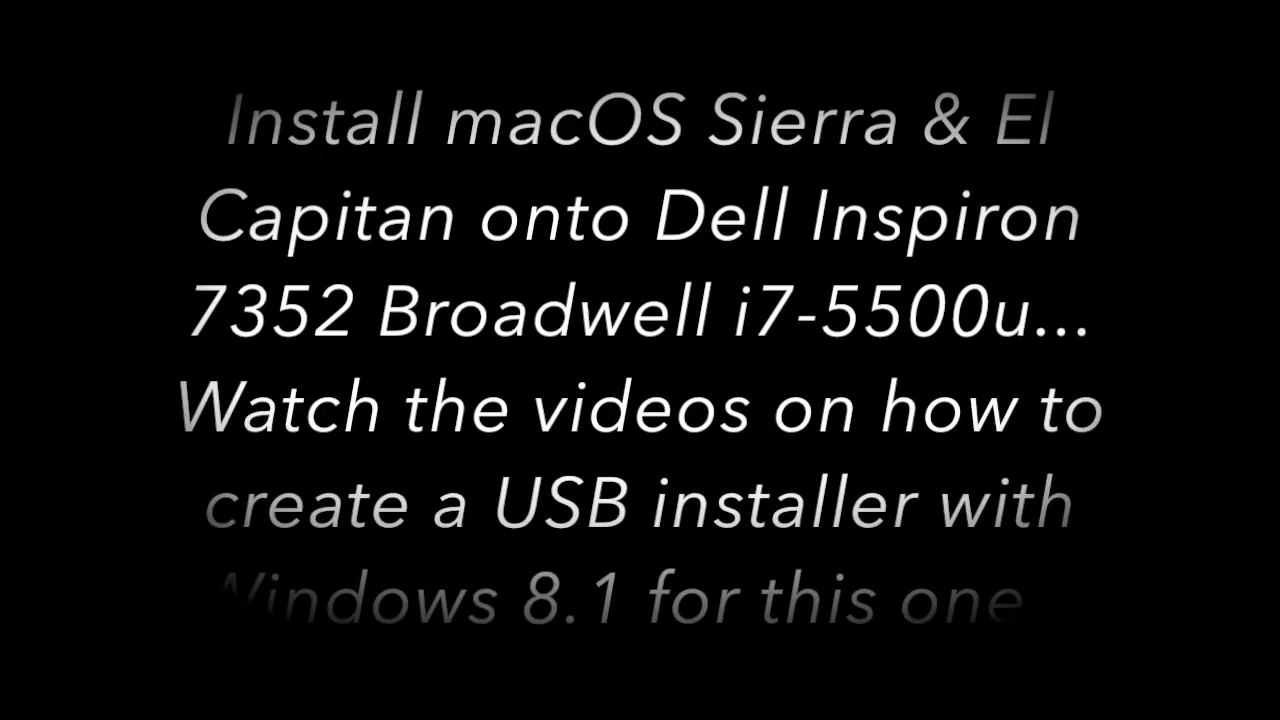 Install macOS Sierra & El
Capitan onto Dell Inspiron
7352 Broadwell i7-5500u...
Watch the videos on how to
create a USB installer with
Windows 8.1 for this one